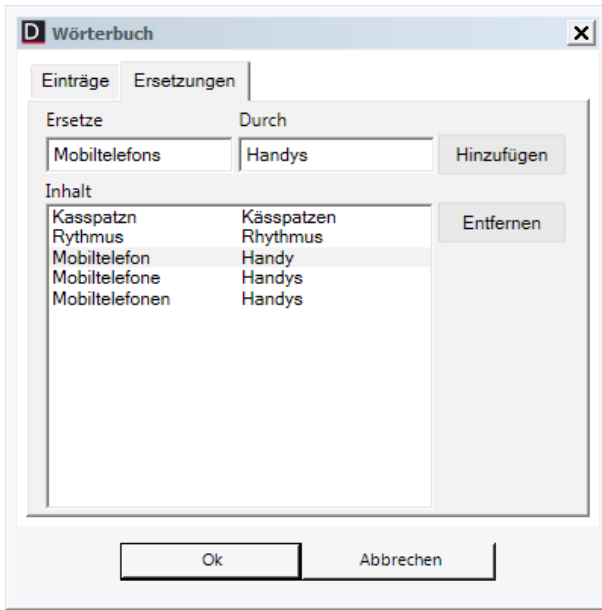 D Wörterbuch
Einträge Ersetzungen
Ersetze Durch
Mobiltelefons Handys Hinzufügen
Inhalt
Kasspatzn Kässpatzen Entfernen
Rythmus Rhythmus
Mobiltelefon Handy
Mobiltelefone Handys
Mobiltelefonen Handys
Ok Abbrechen